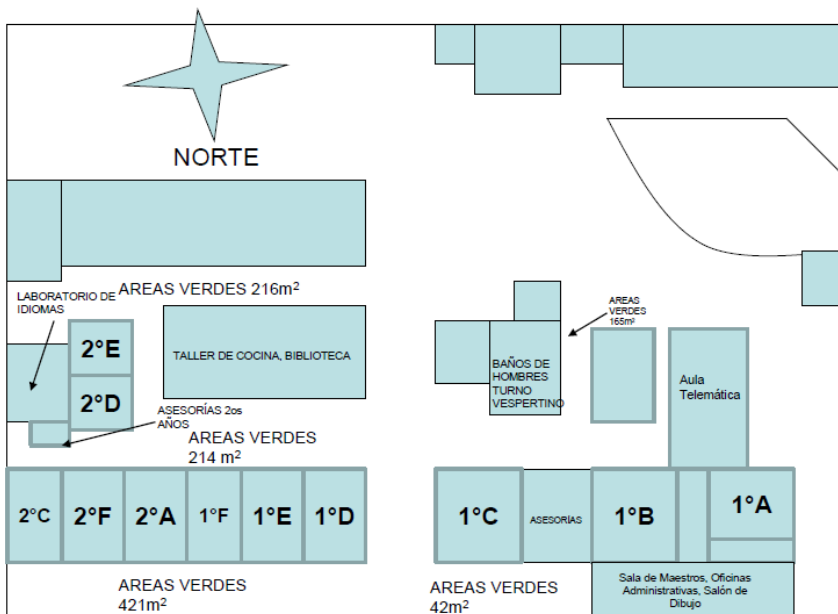 NORTE
AREAS VERDES 216m²
LABORATORIO DE
IDIOMAS
AREAS
VERDES
165m²
2°E
TALLER DE COCINA, BIBLIOTECA
BAÑOS DE
HOMBRES
TURNO
VESPERTINO
Aula
Telemática
2°D
ASESORÍAS 2os
AÑOS
AREAS VERDES
214 m²
2°C
2°F
2°A
1°F
1°E
1°D
1°C
ASESORÍAS
1°B
1°A
AREAS VERDES
421m²
AREAS VERDES
42m²
Sala de Maestros, Oficinas
Administrativas, Salón de
Dibujo